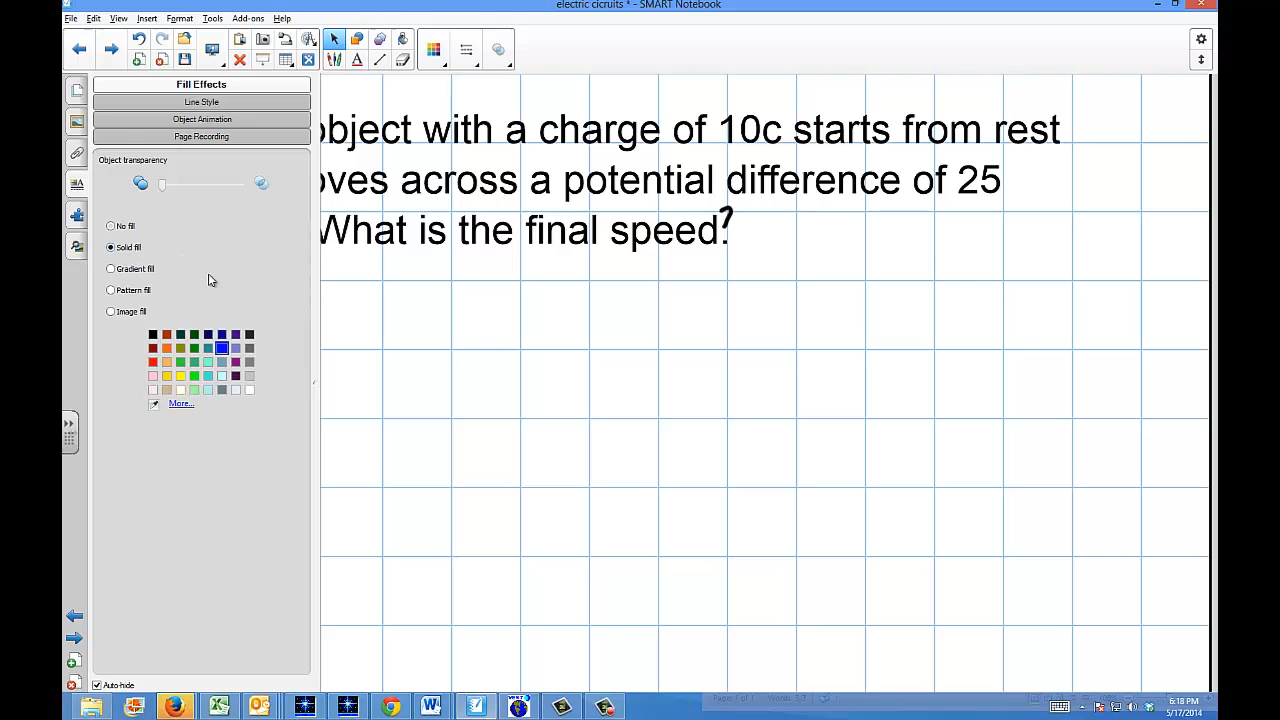 electric cicruits * - SMART Notebook
File Edit View Insert Format Tools Add-ons Help
Fill Effects
Line Style
Object Animation
Page Recording
Object transparency
No fill
Solid fill
Gradient fill
Pattern fill
Image fill
More...
Auto-hide
object with a charge of 10c starts from rest
oves across a potential difference of 25
What is the final speed?
6:18 PM
5/17/2014